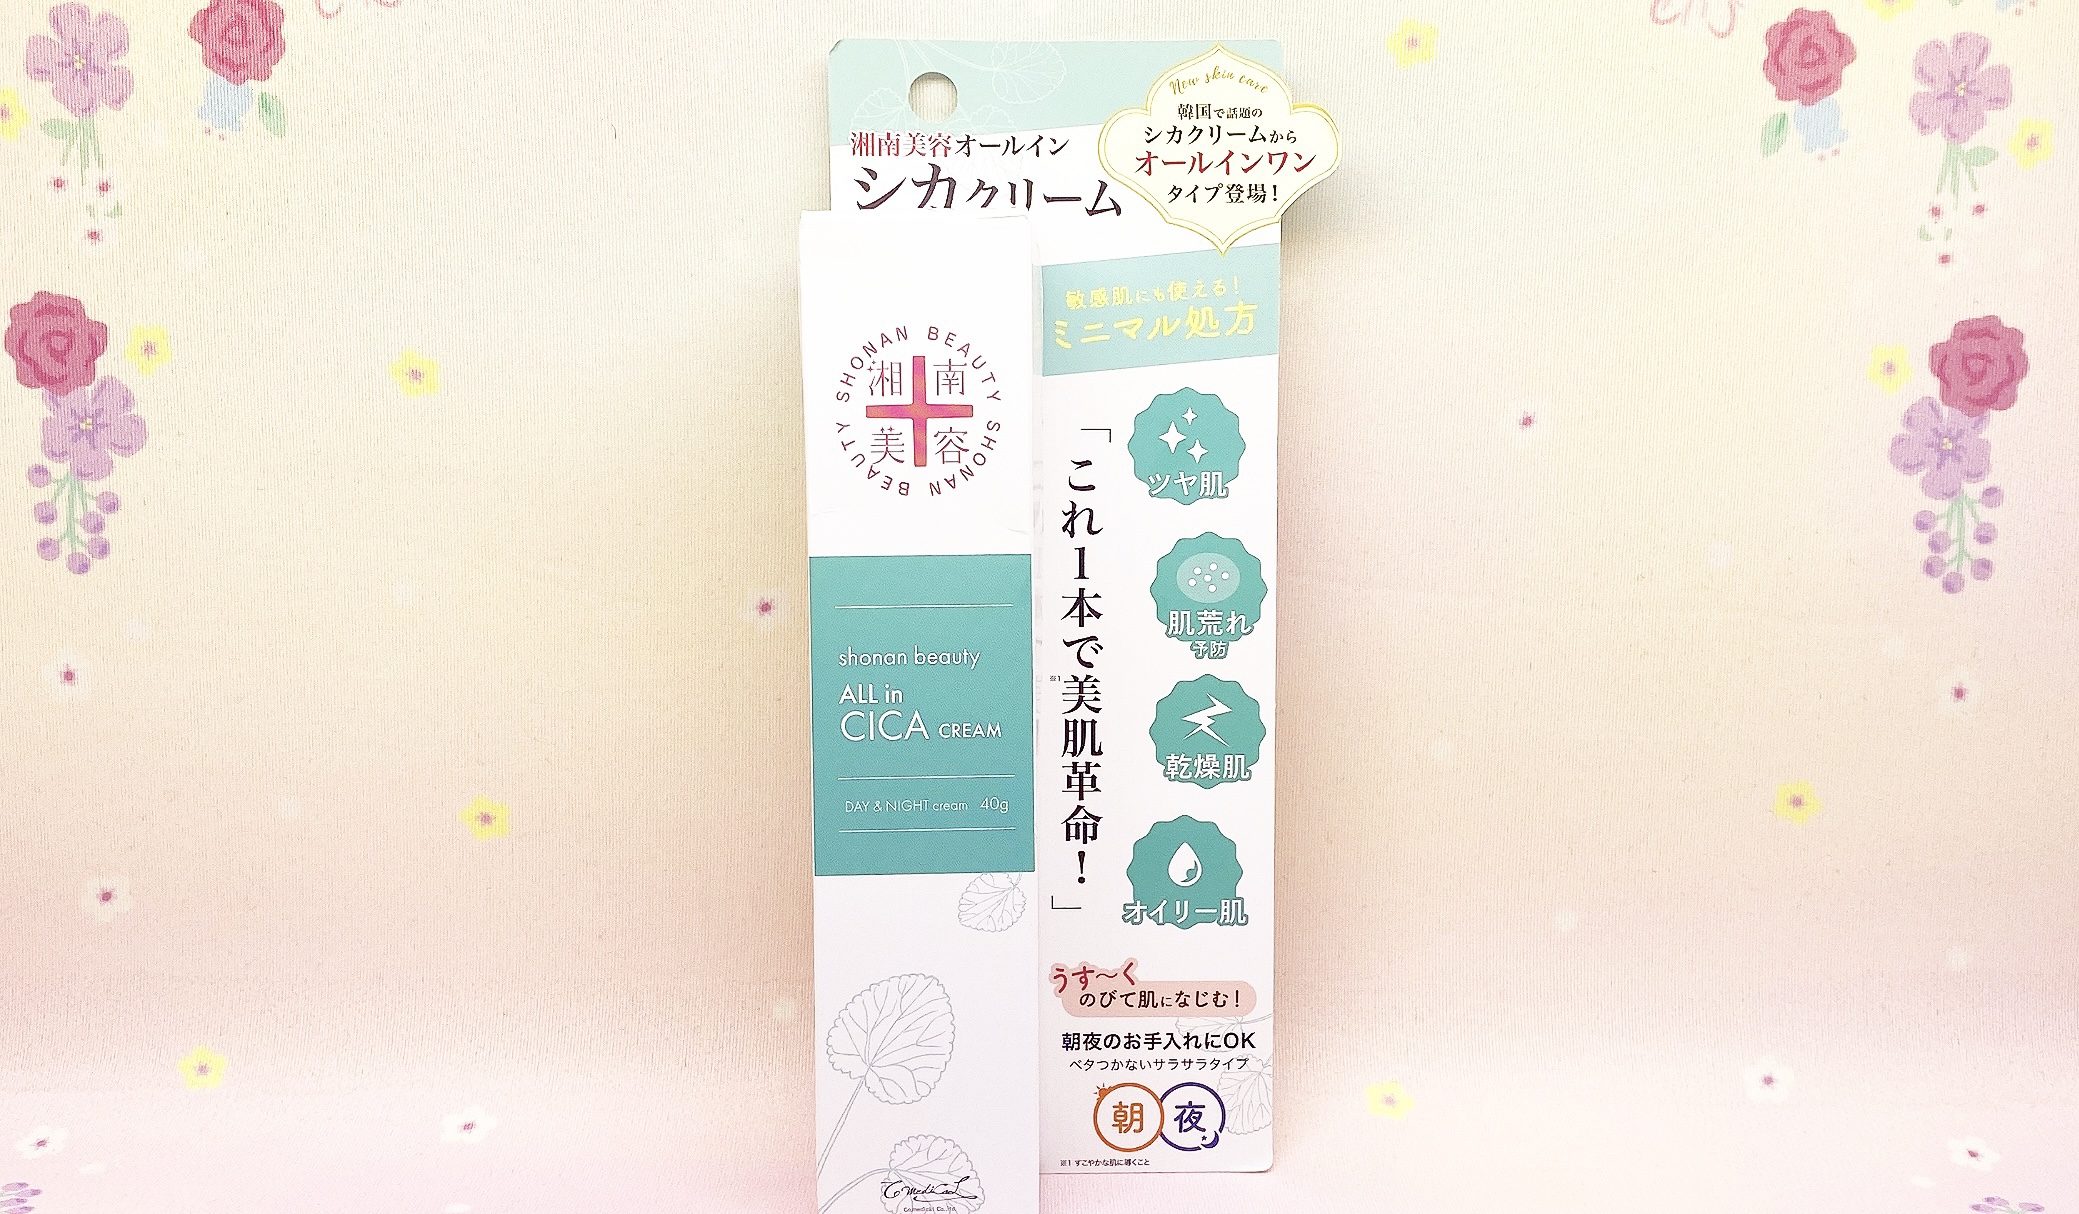 New skin care
韓国で話題の
シカクリームから
オールインワン
タイプ登場！
湘南美容オールイン
シカクリーム
敏感肌にも使える！
ミニマル処方
SHONAN BEAUTY SHONAN BEAUTY
湘南
美容
「これ1本で※1美肌革命！」
ツヤ肌
肌荒れ
予防
乾燥肌
オイリー肌
shonan beauty
ALL in
CICA CREAM
DAY & NIGHT cream 40g
うす～く
のびて肌になじむ！
朝夜のお手入れにOK
ベタつかないサラサラタイプ
朝 夜
※1 すこやかな肌に導くこと